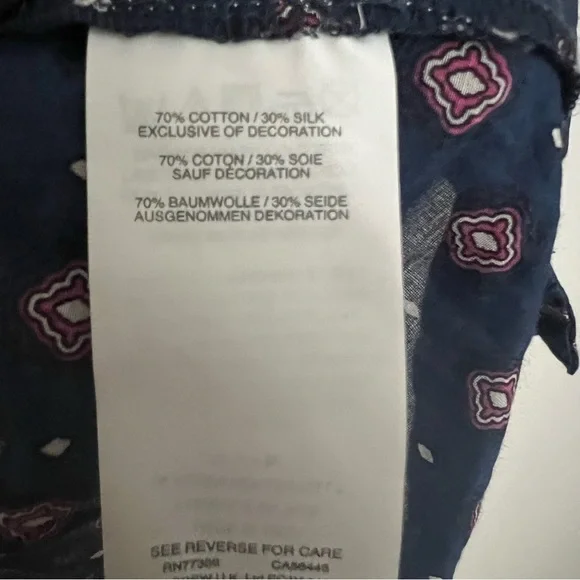 70% COTTON / 30% SILK
EXCLUSIVE OF DECORATION
70% COTON / 30% SOIE
SAUF DÉCORATION
70% BAUMWOLLE / 30% SEIDE
AUSGENOMMEN DEKORATION
SEE REVERSE FOR CARE